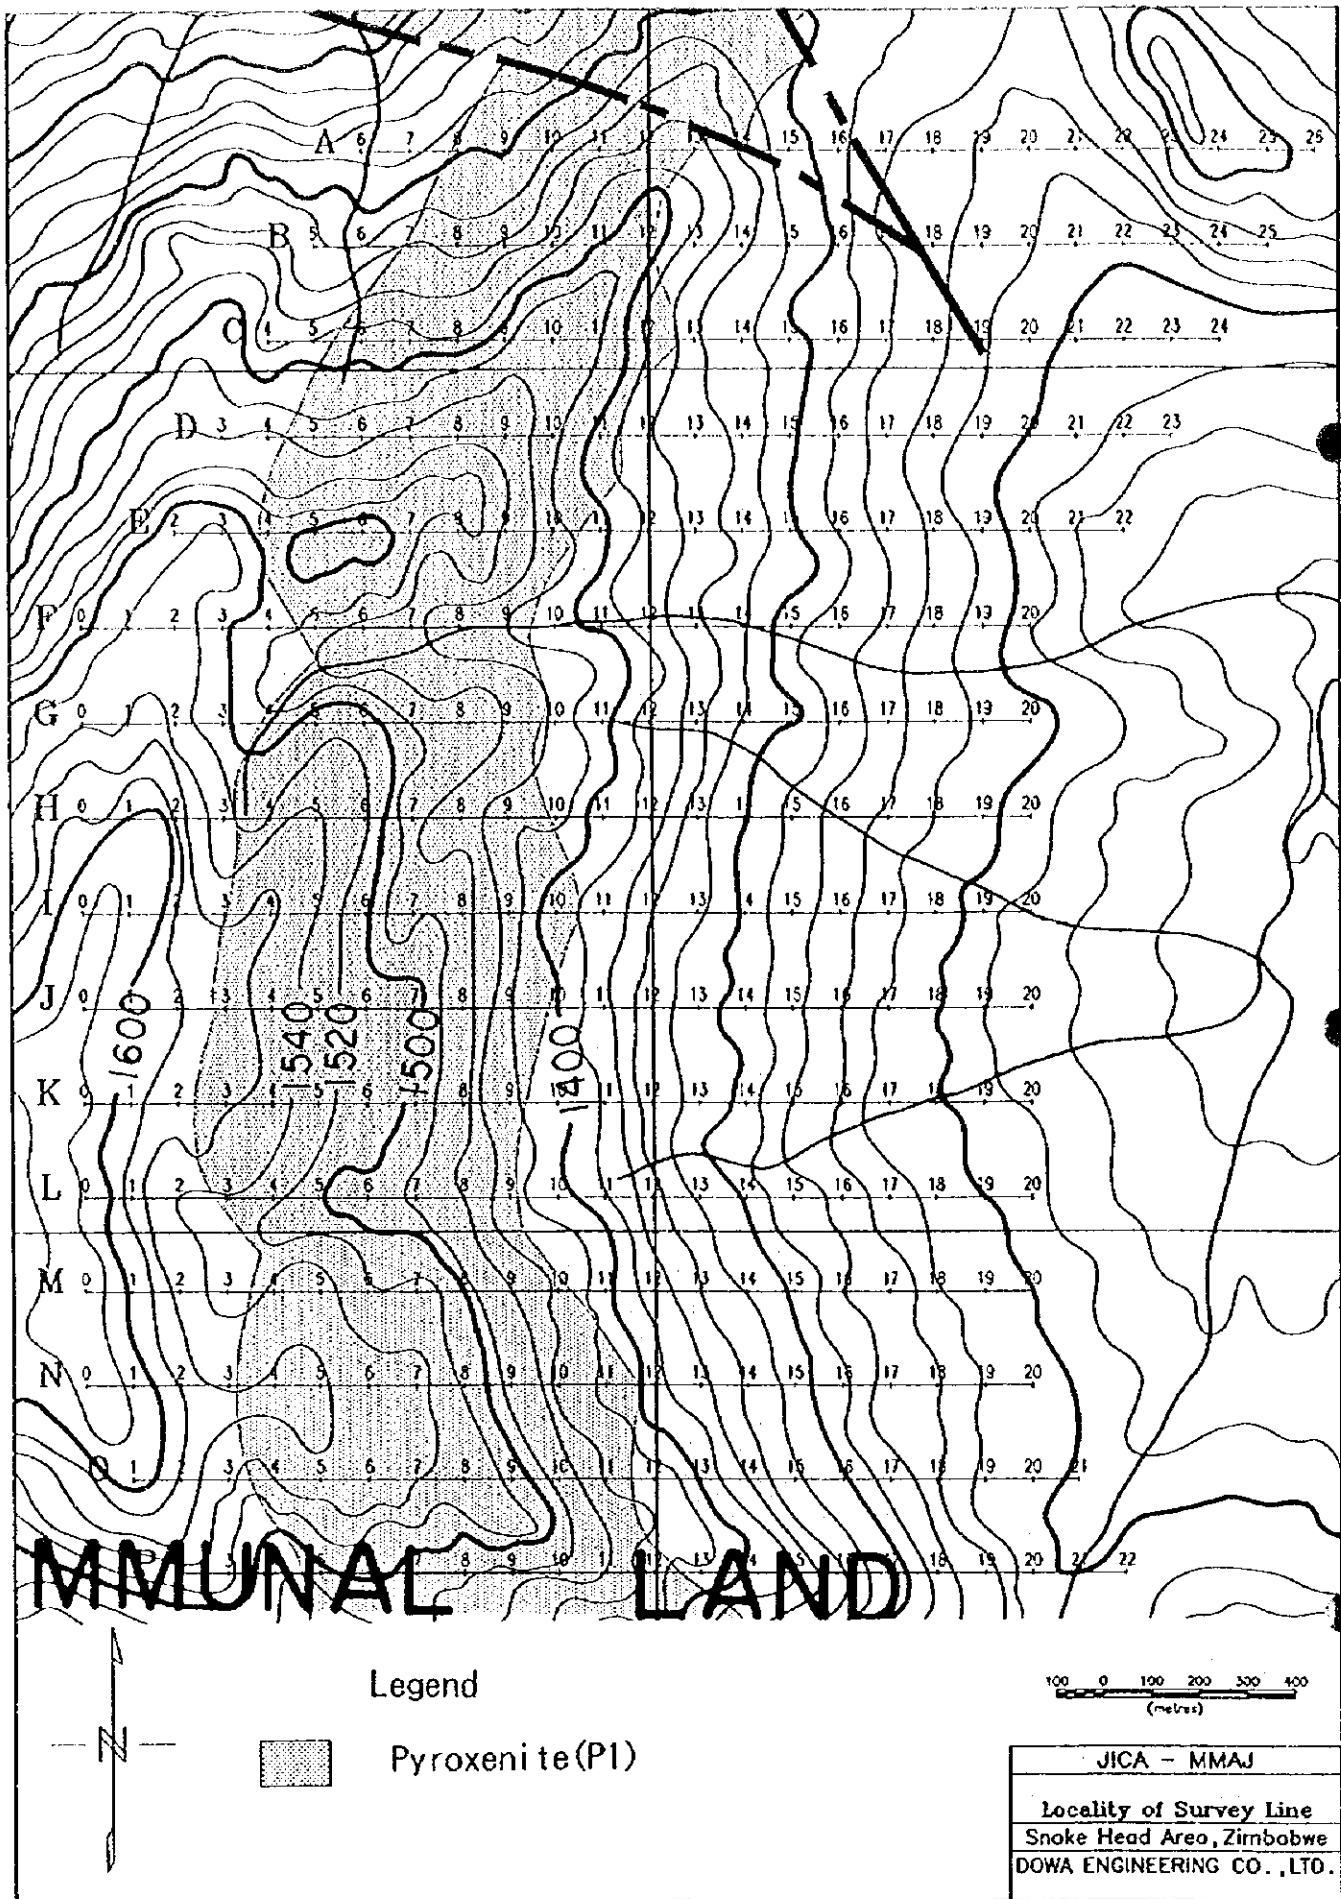 A 6 7 8 9 10 11 12 13 14 15 16 17 18 19 20 21 22 23 24 25 26
B 5 6 7 8 9 10 11 12 13 14 15 16 17 18 19 20 21 22 23 24 25
C 4 5 6 7 8 9 10 11 12 13 14 15 16 17 18 19 20 21 22 23 24
D 3 4 5 6 7 8 9 10 11 12 13 14 15 16 17 18 19 20 21 22 23
E 2 3 4 5 6 7 8 9 10 11 12 13 14 15 16 17 18 19 20 21 22
F 0 1 2 3 4 5 6 7 8 9 10 11 12 13 14 15 16 17 18 19 20
G 0 1 2 3 4 5 6 7 8 9 10 11 12 13 14 15 16 17 18 19 20
H 0 1 2 3 4 5 6 7 8 9 10 11 12 13 14 15 16 17 18 19 20
I 0 1 2 3 4 5 6 7 8 9 10 11 12 13 14 15 16 17 18 19 20
J 0 2 3 4 5 6 7 8 9 10 11 12 13 14 15 16 17 18 19 20
1600
1540
1520
1500
1400
K 0 1 2 3 4 5 6 7 8 9 10 11 12 13 14 15 16 17 18 19 20
L 0 1 2 3 4 5 6 7 8 9 10 11 12 13 14 15 16 17 18 19 20
M 0 1 2 3 4 5 6 7 8 9 10 11 12 13 14 15 16 17 18 19 20
N 0 1 2 3 4 5 6 7 8 9 10 11 12 13 14 15 16 17 18 19 20
O 1 2 3 4 5 6 7 8 9 10 11 12 13 14 15 16 17 18 19 20 21
P 3 6 7 8 9 10 11 12 13 14 15 16 17 18 19 20 21 22
MMUNAL LAND
N
Legend
Pyroxenite(P1)
100 0 100 200 300 400
(metres)
JICA - MMAJ
Locality of Survey Line
Snake Head Area, Zimbabwe
DOWA ENGINEERING CO.,LTD.